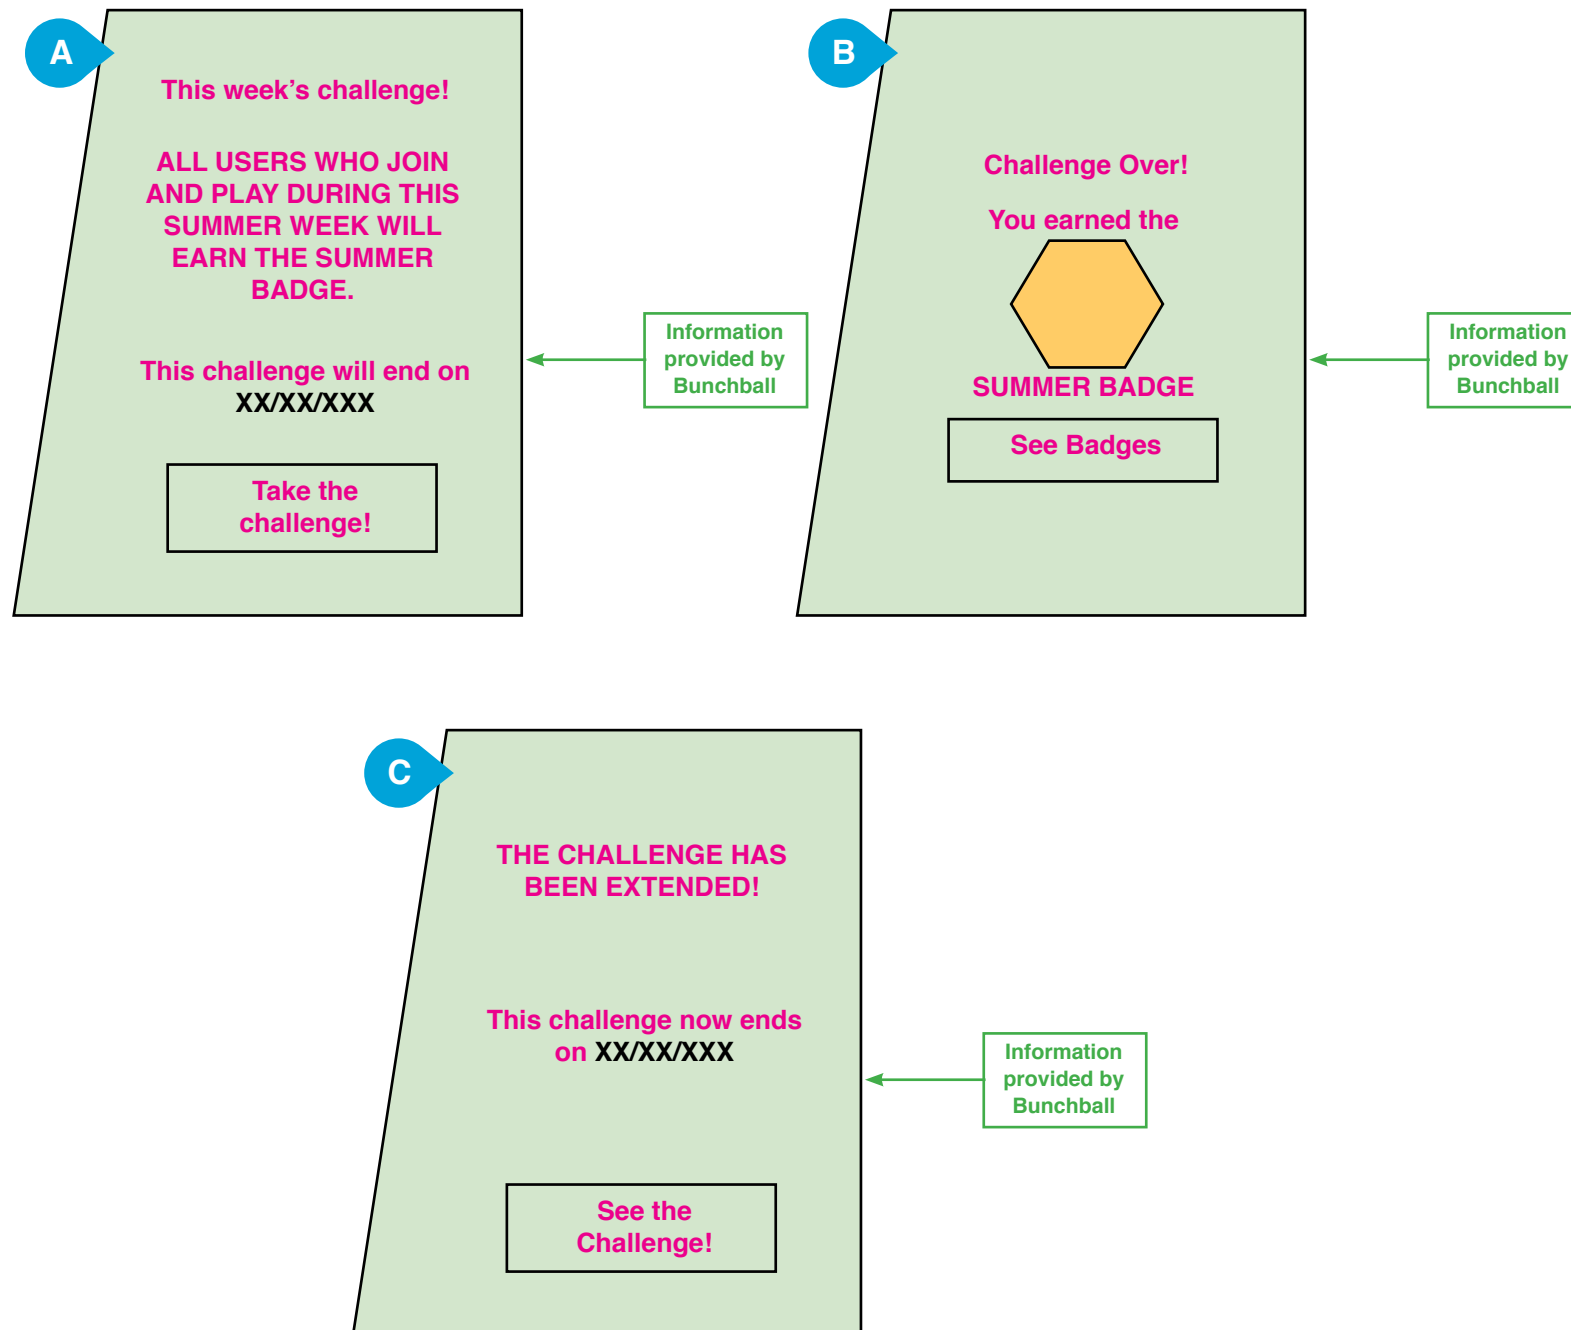 A
This week’s challenge!
ALL USERS WHO JOIN
AND PLAY DURING THIS
SUMMER WEEK WILL
EARN THE SUMMER
BADGE.
This challenge will end on
XX/XX/XXX
Take the
challenge!
Information
provided by
Bunchball
B
Challenge Over!
You earned the
SUMMER BADGE
See Badges
Information
provided by
Bunchball
C
THE CHALLENGE HAS
BEEN EXTENDED!
This challenge now ends
on XX/XX/XXX
See the
Challenge!
Information
provided by
Bunchball